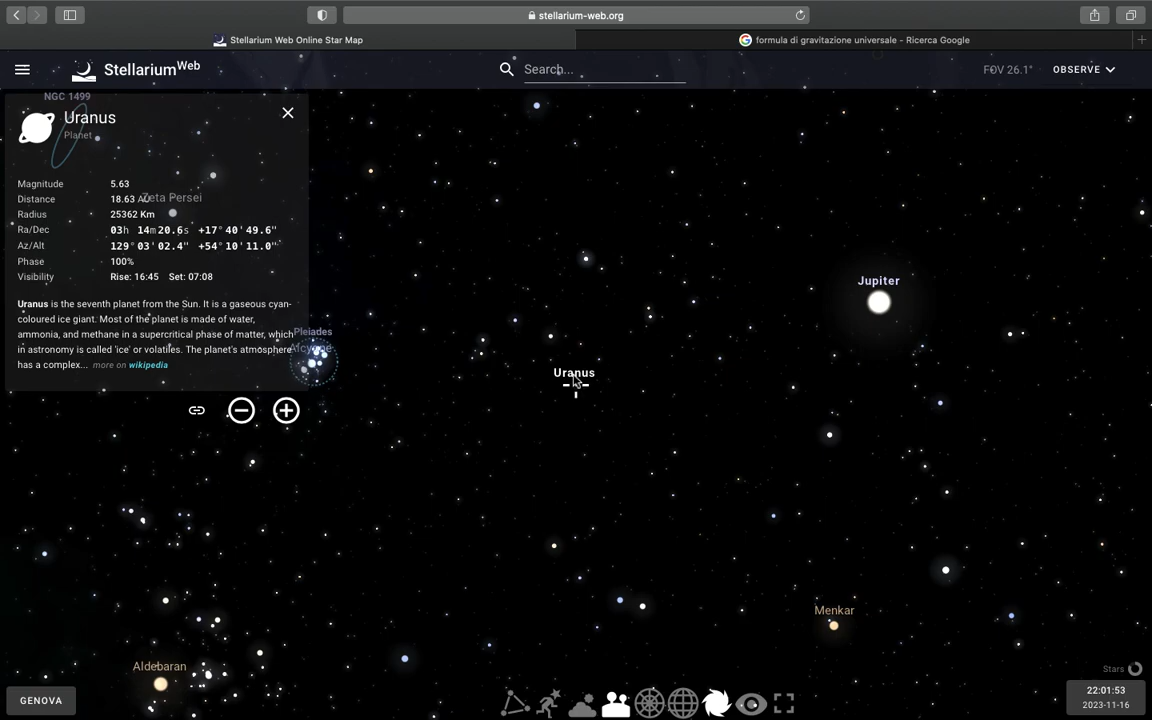 stellarium-web.org
Stellarium Web Online Star Map
formula di gravitazione universale - Ricerca Google
StellariumWeb
Search...
FOV 26.1°
OBSERVE
NGC 1499
Uranus
Planet
Magnitude 5.63
Distance 18.63 AU
Zeta Persei
Radius 25362 Km
Ra/Dec 03h 14m 20.6s +17°40'49.6"
Az/Alt 129°03'02.4" +54°10'11.0"
Phase 100%
Visibility Rise: 16:45 Set: 07:08
Uranus is the seventh planet from the Sun. It is a gaseous cyan-
coloured ice giant. Most of the planet is made of water,
ammonia, and methane in a supercritical phase of matter, which
in astronomy is called 'ice' or volatiles. The planet's atmosphere
has a complex... more on wikipedia
Pleiades
Alcyone
Jupiter
Uranus
Menkar
Aldebaran
Stars
GENOVA
22:01:53
2023-11-16